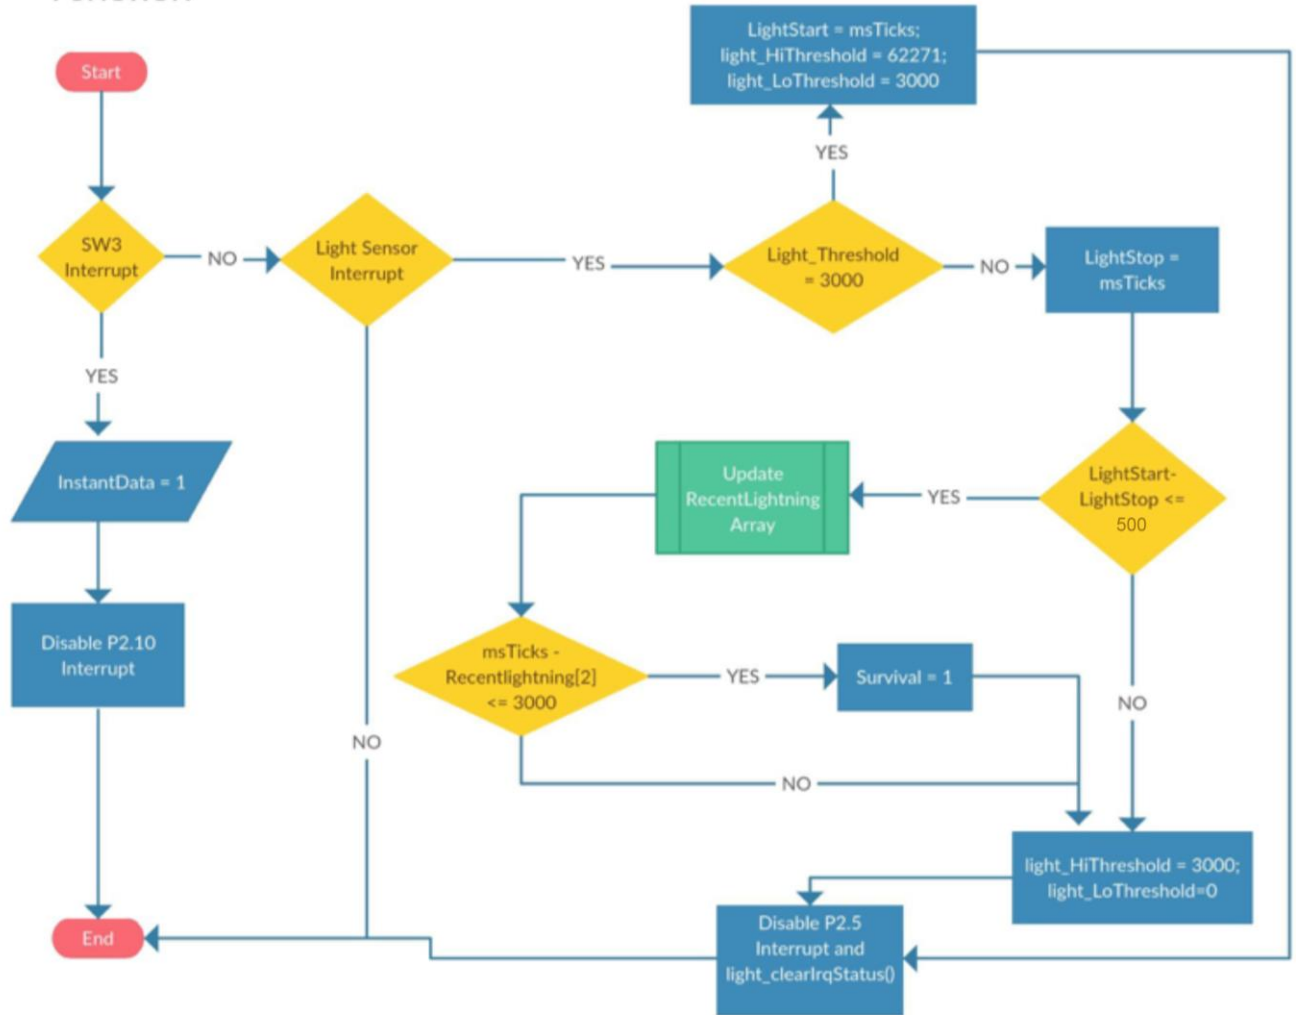 Start
SW3
Interrupt
NO
Light Sensor
Interrupt
YES
Light_Threshold
= 3000
YES
LightStart = msTicks;
light_HiThreshold = 62271;
light_LoThreshold = 3000
NO
LightStop =
msTicks
YES
InstantData = 1
Disable P2.10
Interrupt
End
NO
LightStart-
LightStop <=
500
YES
Update
RecentLightning
Array
msTicks -
Recentlightning[2]
<= 3000
YES
Survival = 1
NO
NO
light_HiThreshold = 3000;
light_LoThreshold=0
Disable P2.5
Interrupt and
light_clearIrqStatus()